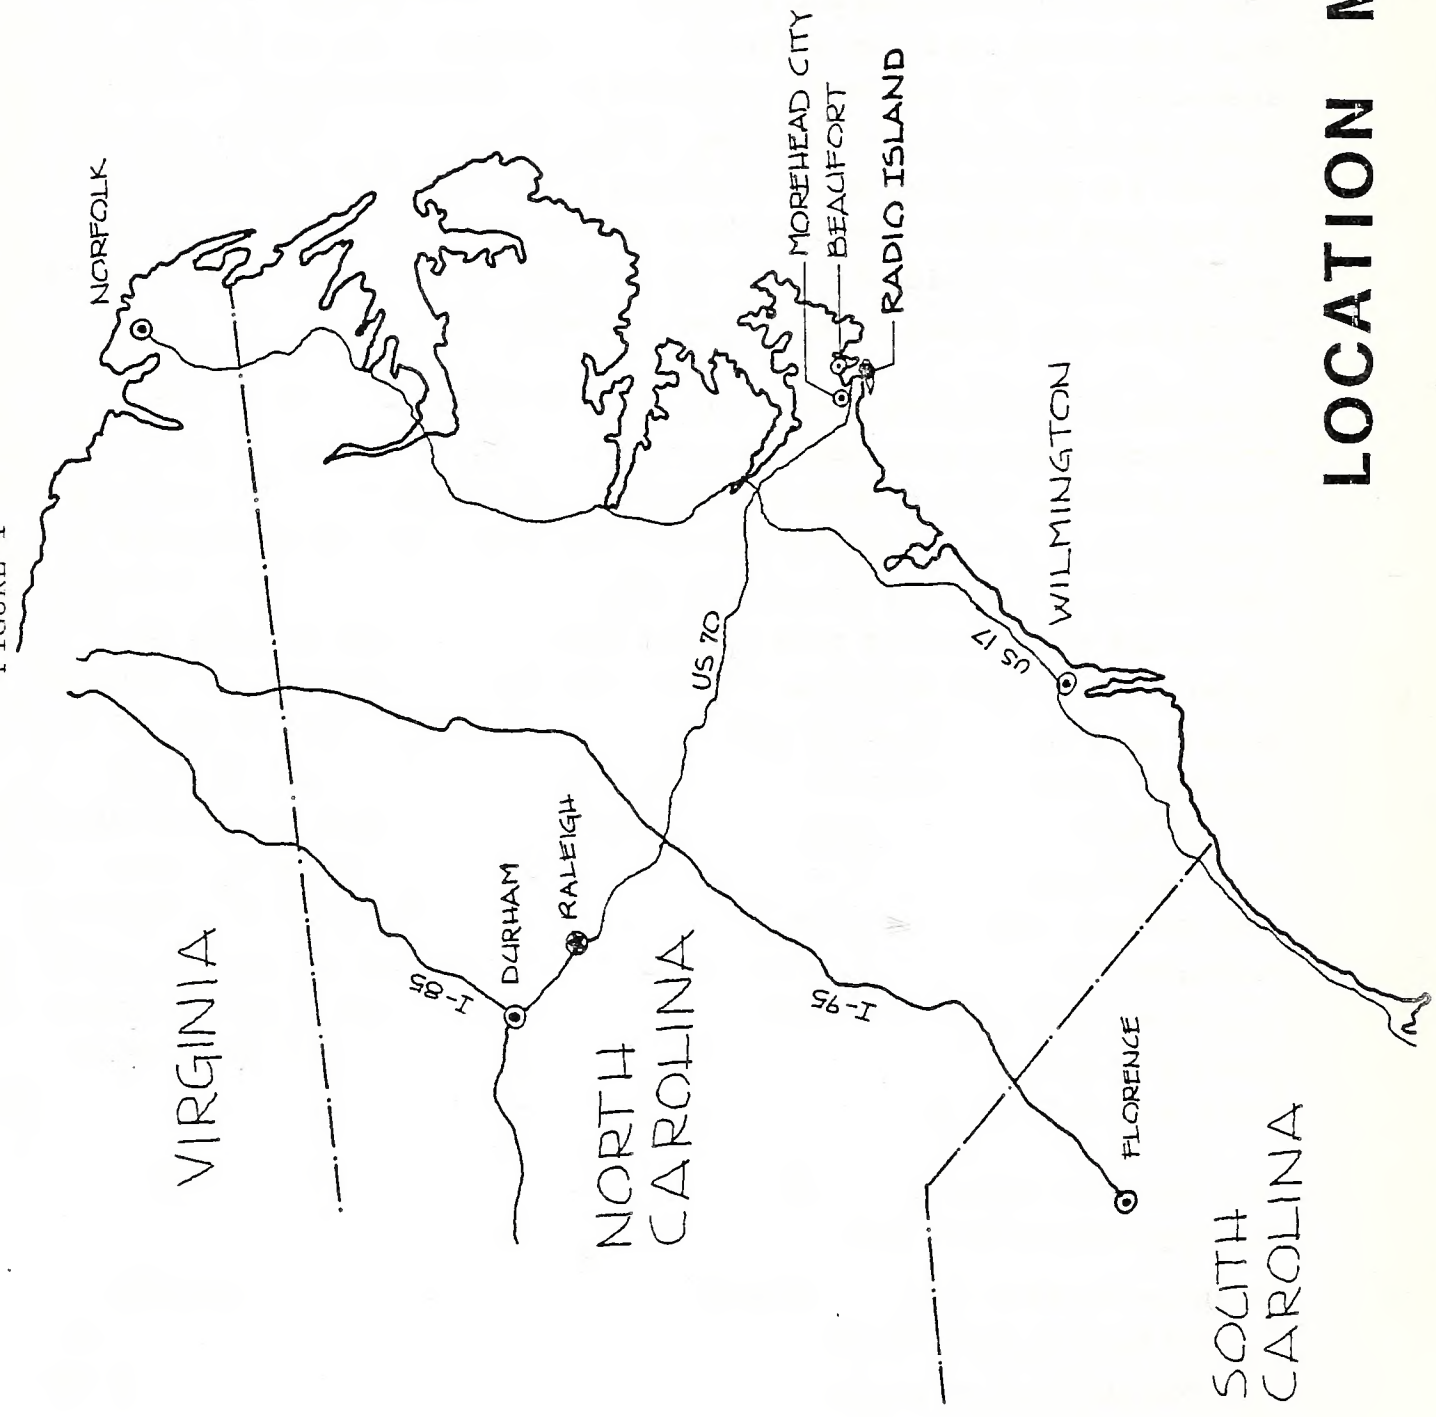 NORFOLK
VIRGINIA
I-85
DURHAM
RALEIGH
NORTH
CAROLINA
US 70
MOREHEAD CITY
BEAUFORT
RADIO ISLAND
I-95
US 17
WILMINGTON
FLORENCE
SOUTH
CAROLINA
LOCATION